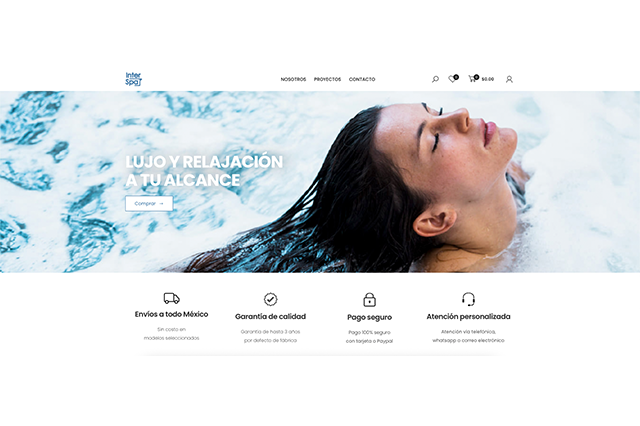 Inter
Spa
NOSOTROS PROYECTOS CONTACTO
0 0 $0.00
LUJO Y RELAJACIÓN
A TU ALCANCE
Comprar →
Envíos a todo México
Sin costo en
modelos seleccionados
Garantía de calidad
Garantía de hasta 3 años
por defecto de fábrica
Pago seguro
Pago 100% seguro
con tarjeta o Paypal
Atención personalizada
Atención vía telefónica,
whatsapp o correo electrónico